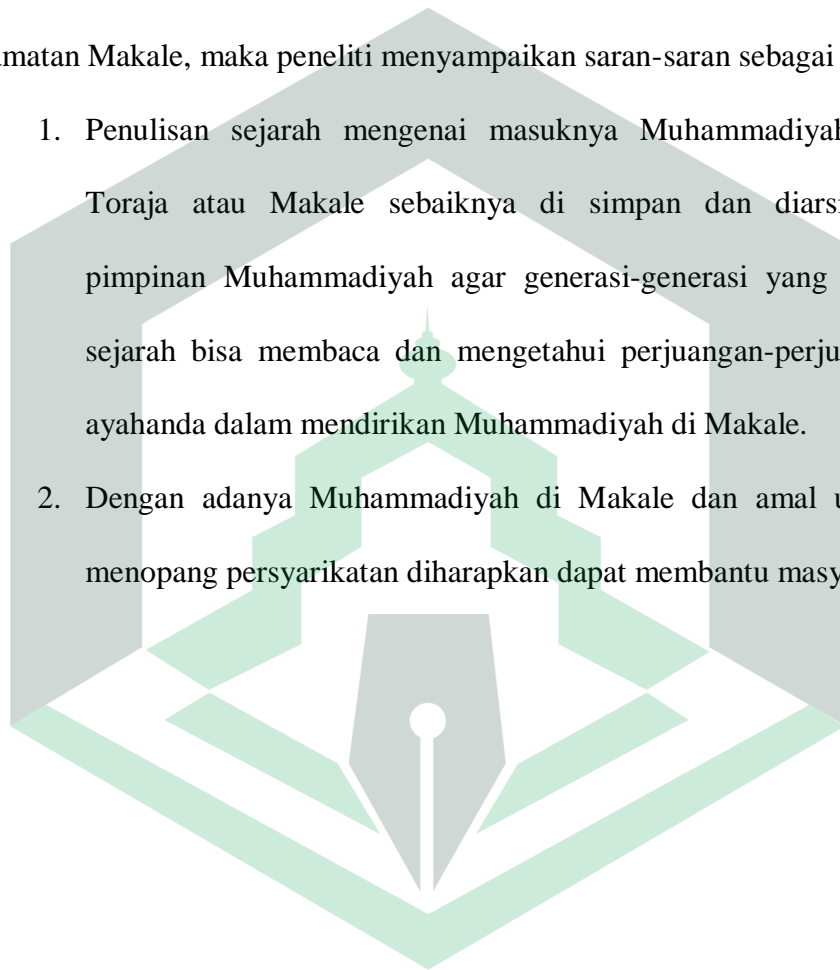 matan Makale, maka peneliti menyampaikan saran-saran sebagai
1. Penulisan sejarah mengenai masuknya Muhammadiyah
Toraja atau Makale sebaiknya di simpan dan diarsi
pimpinan Muhammadiyah agar generasi-generasi yang
sejarah bisa membaca dan mengetahui perjuangan-perju
ayahanda dalam mendirikan Muhammadiyah di Makale.
2. Dengan adanya Muhammadiyah di Makale dan amal u
menopang persyarikatan diharapkan dapat membantu masy